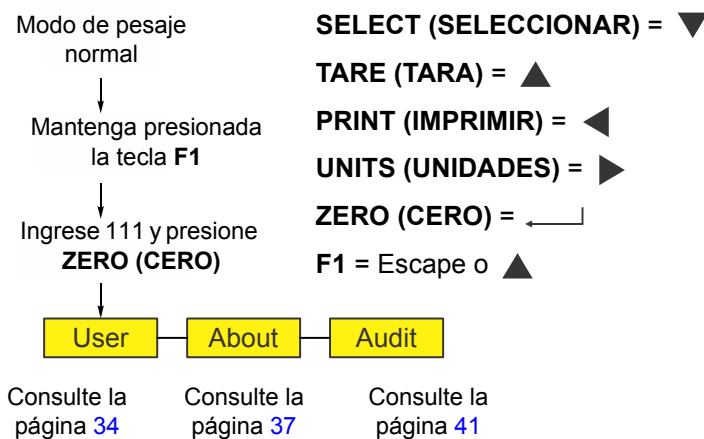 Modo de pesaje
normal
Mantenga presionada
la tecla F1
Ingrese 111 y presione
ZERO (CERO)
SELECT (SELECCIONAR) = ▼
TARE (TARA) = ▲
PRINT (IMPRIMIR) = ◀
UNITS (UNIDADES) = ▶
ZERO (CERO) = ↵
F1 = Escape o ▲
User About Audit
Consulte la
página 34
Consulte la
página 37
Consulte la
página 41